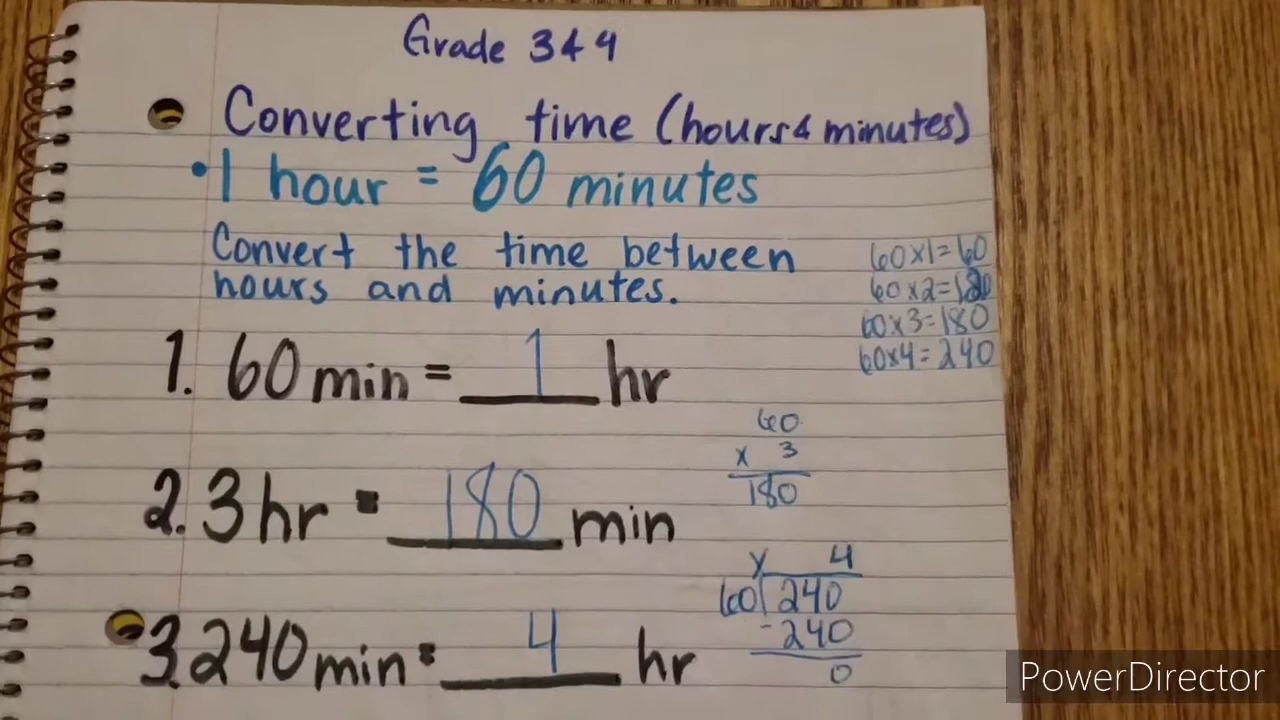 Grade 3 & 4
Converting time (hours & minutes)
• 1 hour = 60 minutes
Convert the time between
hours and minutes.
60x1=60
60x2=120
60x3=180
60x4=240
1. 60 min = 1 hr
60
x 3
180
2. 3 hr = 180 min
x 4
60 240
-240
0
3. 240 min = 4 hr
PowerDirector